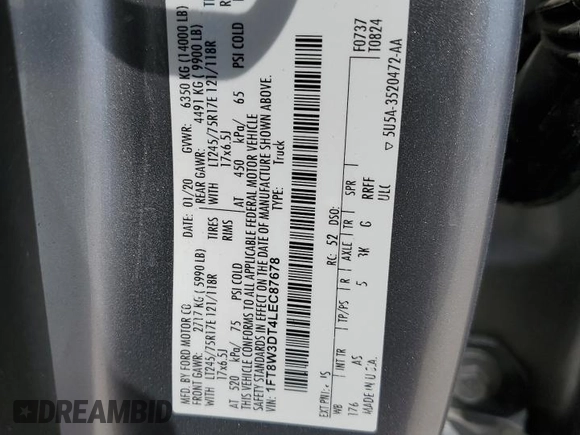 MFD. BY FORD MOTOR CO.
DATE: 01/20 GVWR: 6350 KG (14000 LB)
FRONT GAWR: 2717 KG ( 5990 LB) REAR GAWR: 4491 KG ( 9900 LB)
WITH LT245/75R17E 121/118R TIRES WITH LT245/75R17E 121/118R
17x6.5J RIMS 17x6.5J
AT 520 kPa/ 75 PSI COLD AT 450 kPa/ 65 PSI COLD
THIS VEHICLE CONFORMS TO ALL APPLICABLE FEDERAL MOTOR VEHICLE
SAFETY STANDARDS IN EFFECT ON THE DATE OF MANUFACTURE SHOWN ABOVE.
VIN: 1FT8W3DT4LEC87678 TYPE: Truck
F0737
T0824
EXT PNT: RC: 52 DSO:
WB INT TR TP/PS R AXLE TR SPR
176 AS 5 G RRFF
MADE IN U.S.A. ULL
5U5A-3520472-AA
DREAMBID